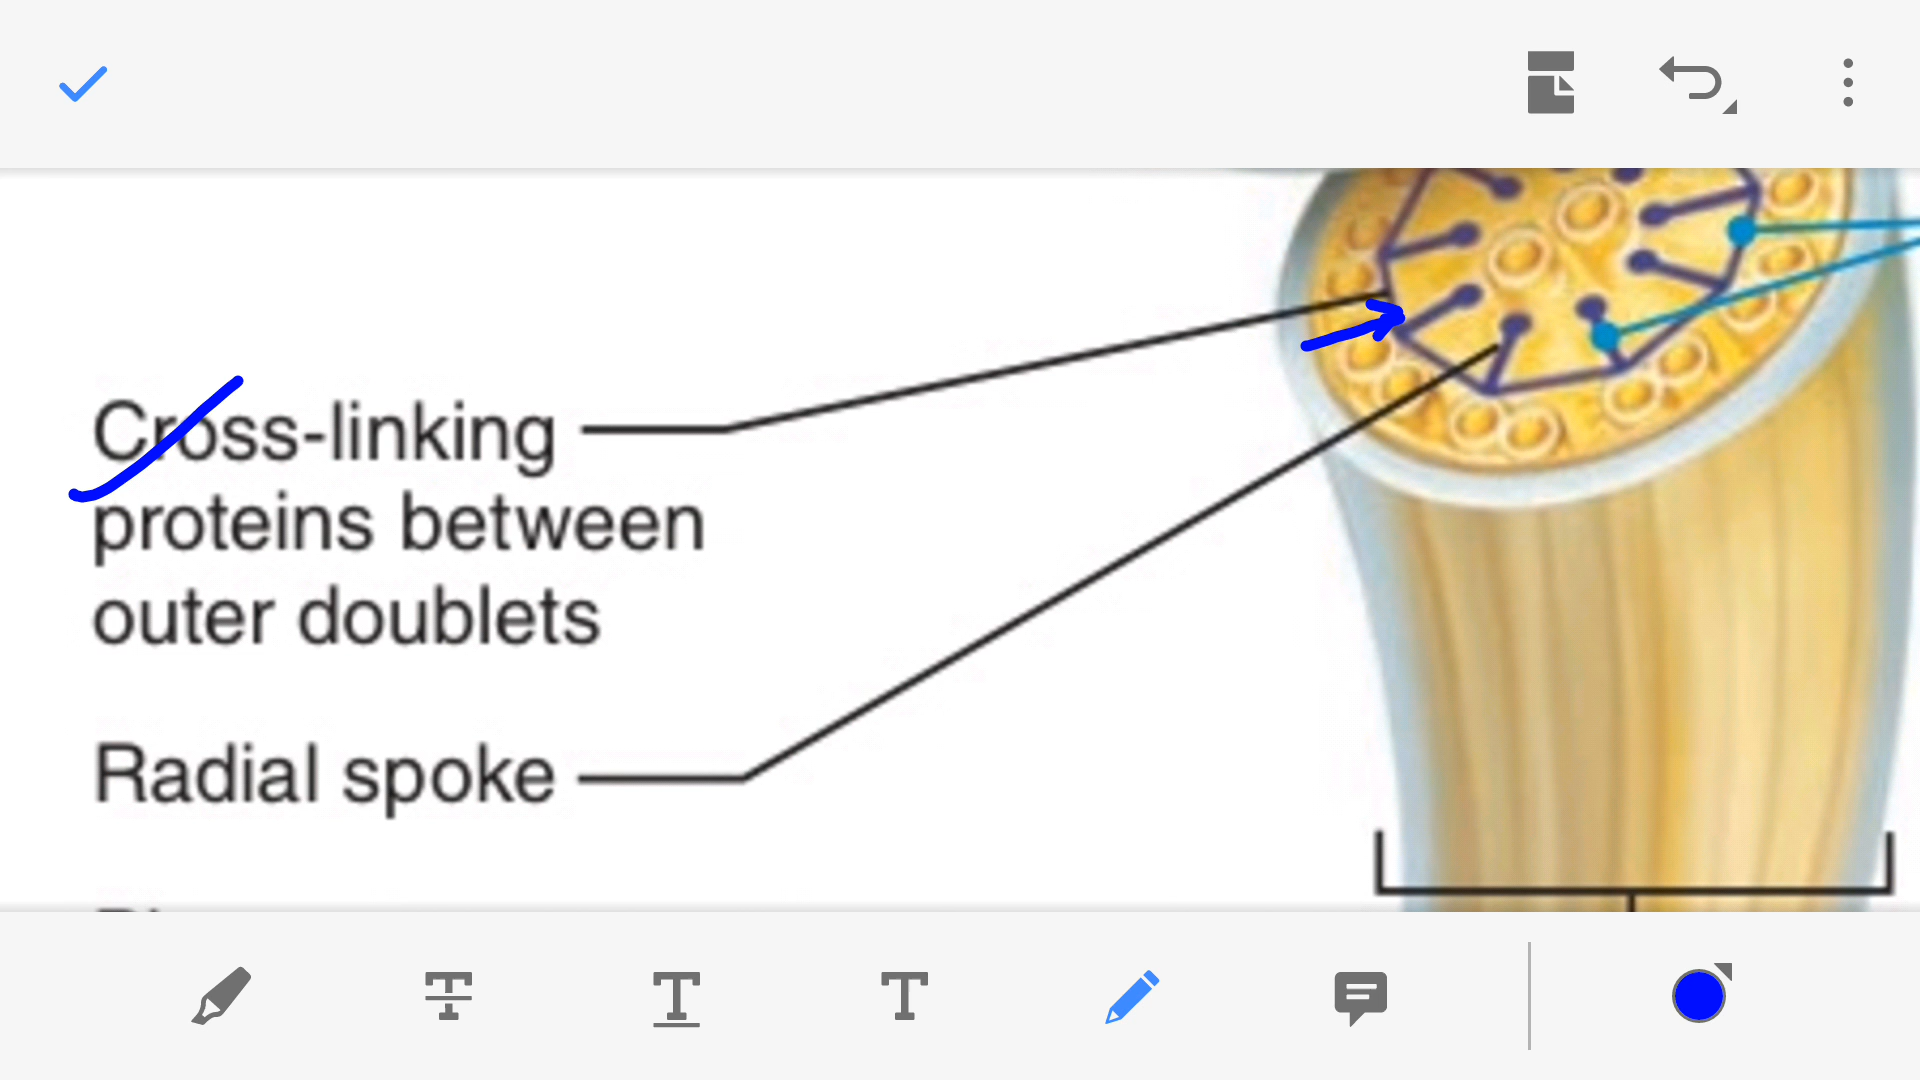 Cross-linking
proteins between
outer doublets
Radial spoke